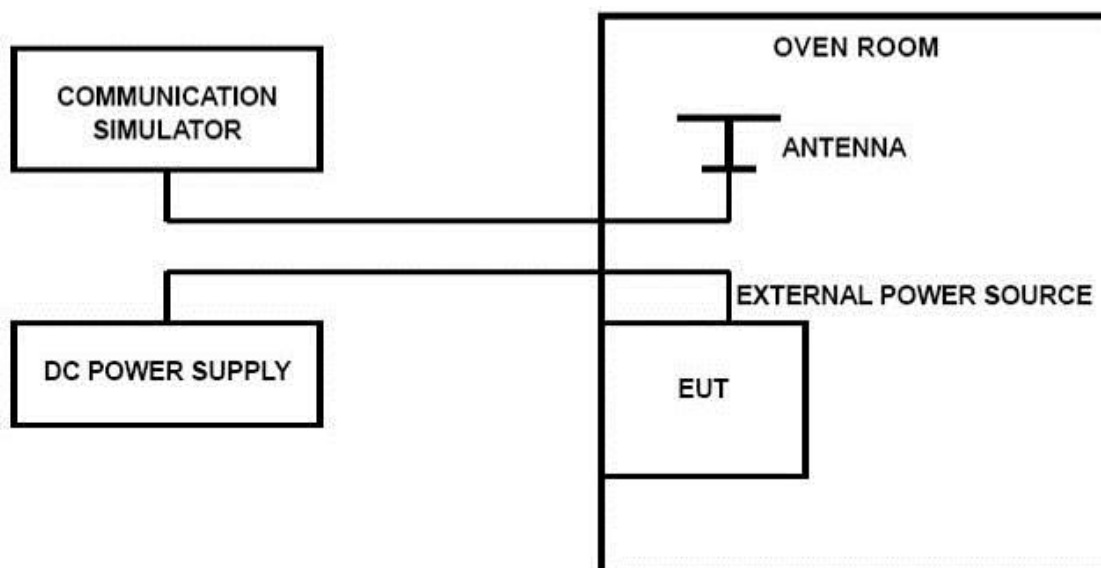 OVEN ROOM
COMMUNICATION
SIMULATOR
ANTENNA
EXTERNAL POWER SOURCE
DC POWER SUPPLY
EUT